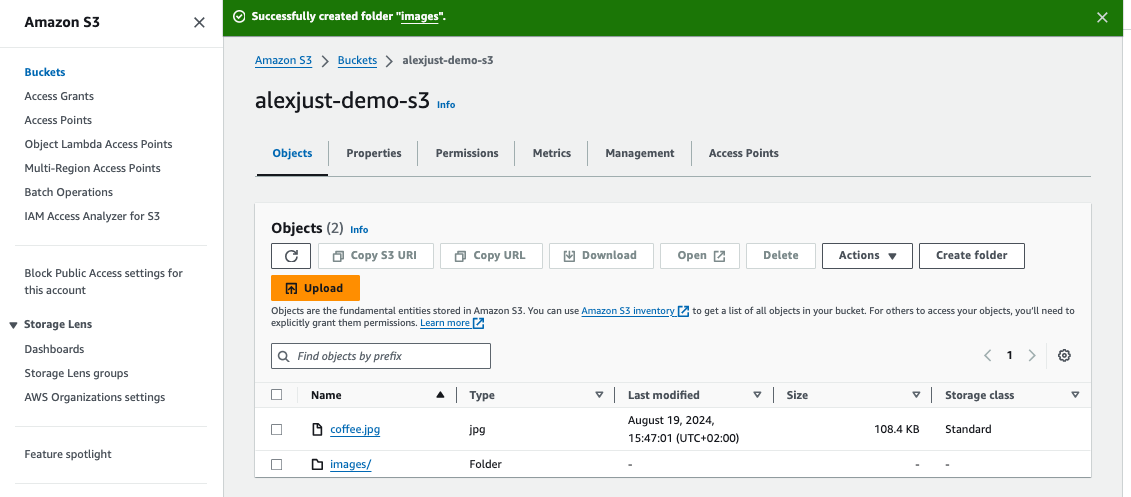 Amazon S3
Successfully created folder "images".
Buckets
Access Grants
Access Points
Object Lambda Access Points
Multi-Region Access Points
Batch Operations
IAM Access Analyzer for S3
Block Public Access settings for
this account
Storage Lens
Dashboards
Storage Lens groups
AWS Organizations settings
Feature spotlight
Amazon S3 Buckets alexjust-demo-s3
alexjust-demo-s3 Info
Objects Properties Permissions Metrics Management Access Points
Objects (2) Info
Copy S3 URI Copy URL Download Open Delete Actions Create folder
Upload
Objects are the fundamental entities stored in Amazon S3. You can use Amazon S3 inventory to get a list of all objects in your bucket. For others to access your objects, you'll need to
explicitly grant them permissions. Learn more
Find objects by prefix 1
Name Type Last modified Size Storage class
coffee.jpg jpg August 19, 2024, 15:47:01 (UTC+02:00) 108.4 KB Standard
images/ Folder - - -